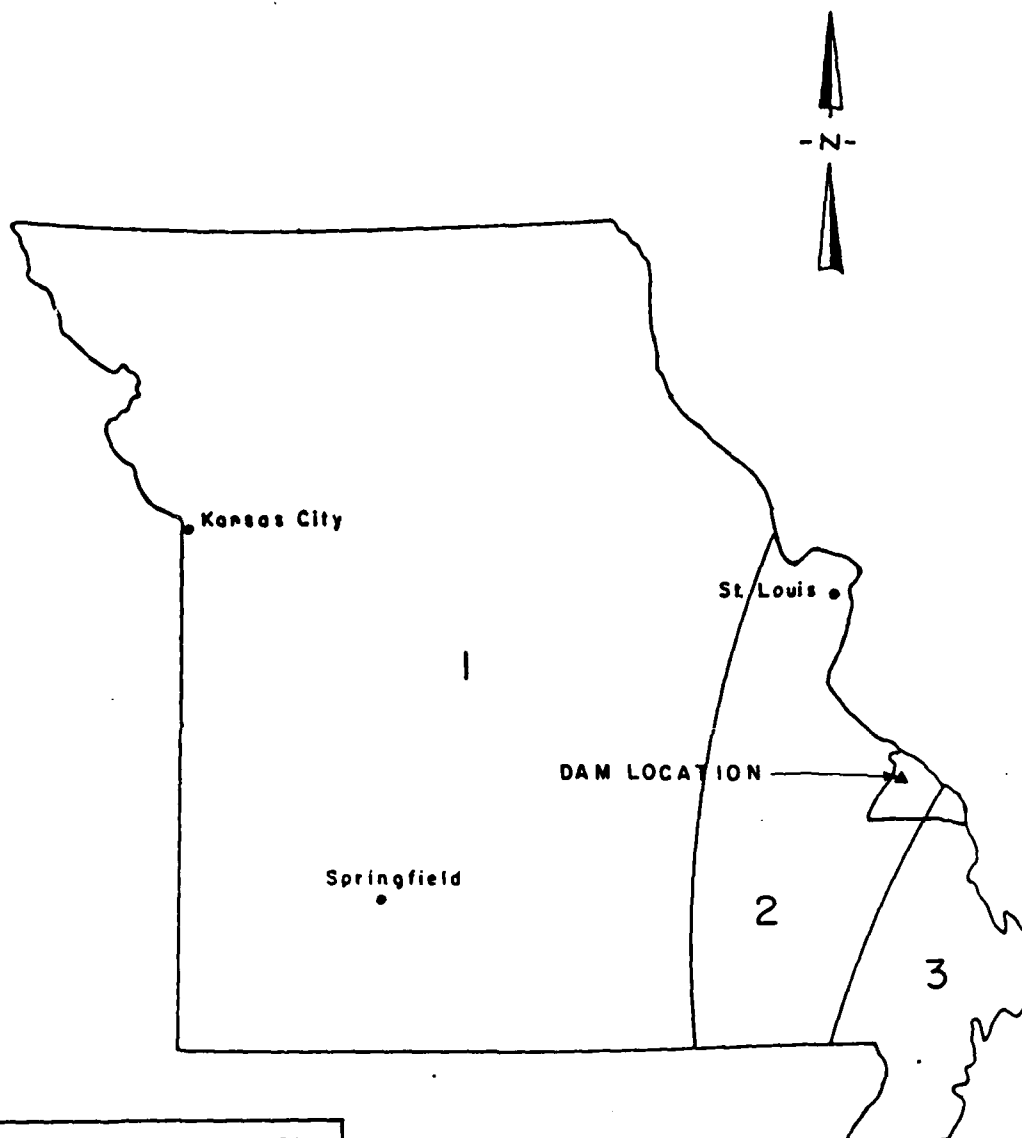 -N-
Kansas City
St. Louis
1
DAM LOCATION
Springfield
2
3